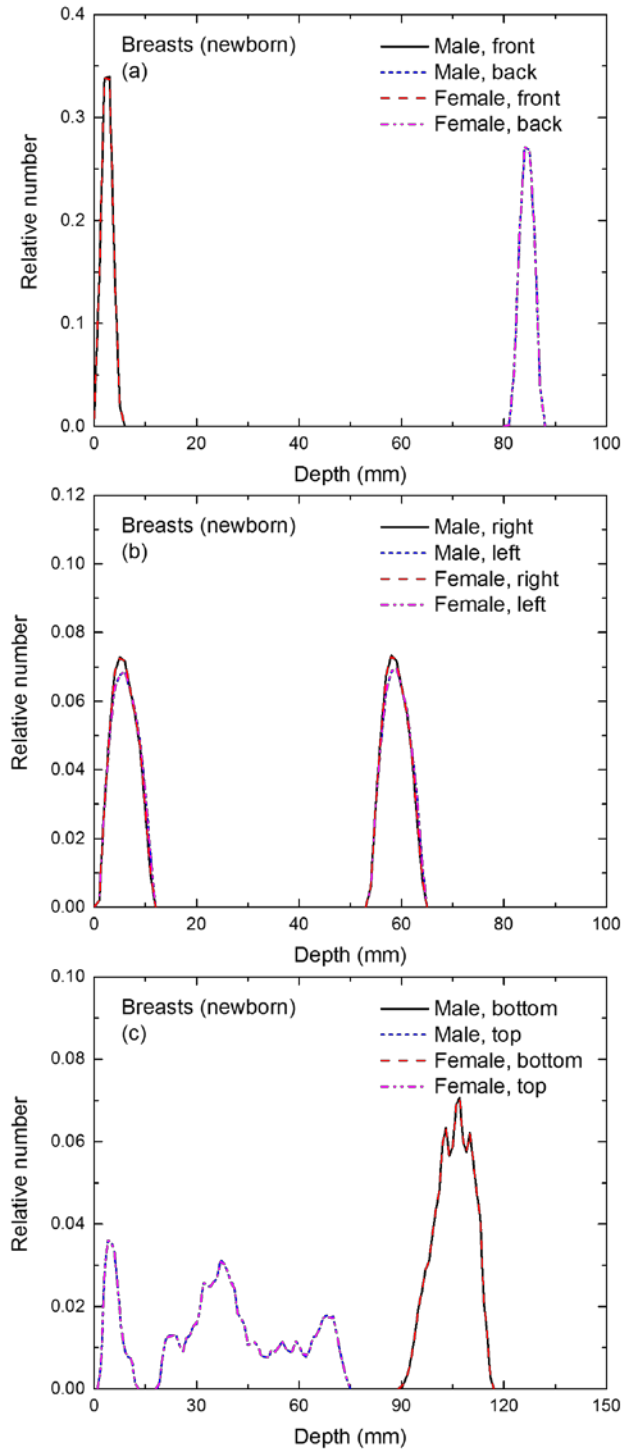 Breasts (newborn)
(a)
Male, front
Male, back
Female, front
Female, back
Relative number
0.4
0.3
0.2
0.1
0.0
0
20
40
60
80
100
Depth (mm)
Breasts (newborn)
(b)
Male, right
Male, left
Female, right
Female, left
Relative number
0.12
0.10
0.08
0.06
0.04
0.02
0.00
0
20
40
60
80
100
Depth (mm)
Breasts (newborn)
(c)
Male, bottom
Male, top
Female, bottom
Female, top
Relative number
0.10
0.08
0.06
0.04
0.02
0.00
0
30
60
90
120
150
Depth (mm)